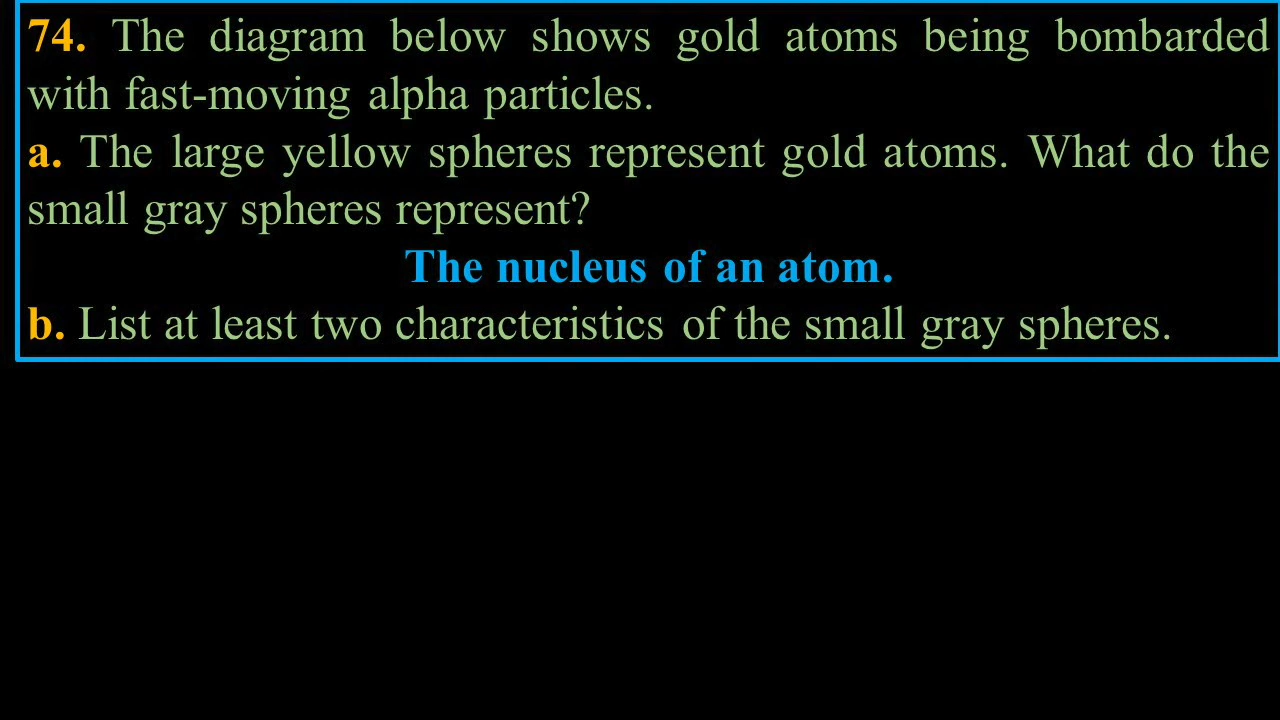 74. The diagram below shows gold atoms being bombarded
with fast-moving alpha particles.
a. The large yellow spheres represent gold atoms. What do the
small gray spheres represent?
The nucleus of an atom.
b. List at least two characteristics of the small gray spheres.